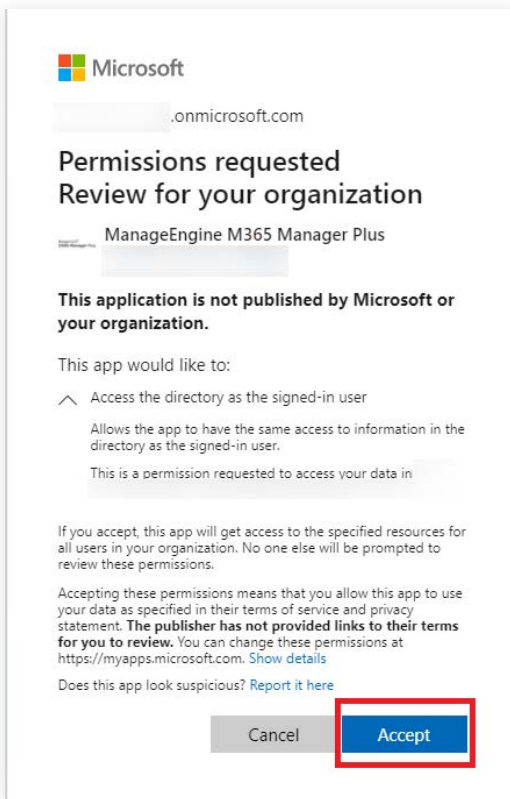 Microsoft
.onmicrosoft.com
Permissions requested
Review for your organization
ManageEngine M365 Manager Plus
This application is not published by Microsoft or
your organization.
This app would like to:
Access the directory as the signed-in user
Allows the app to have the same access to information in the
directory as the signed-in user.
This is a permission requested to access your data in
If you accept, this app will get access to the specified resources for
all users in your organization. No one else will be prompted to
review these permissions.
Accepting these permissions means that you allow this app to use
your data as specified in their terms of service and privacy
statement. The publisher has not provided links to their terms
for you to review. You can change these permissions at
https://myapps.microsoft.com. Show details
Does this app look suspicious? Report it here
Cancel
Accept